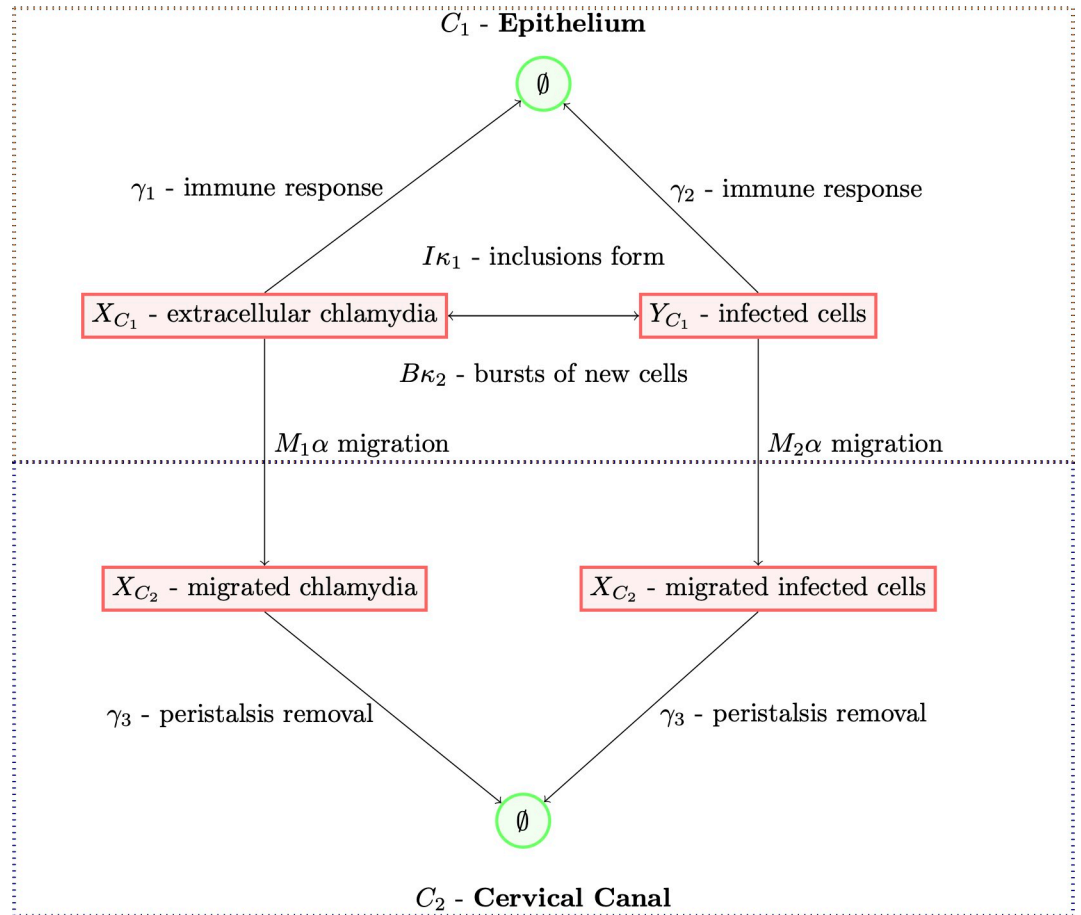 C₁ - Epithelium
∅
γ₁ - immune response
γ₂ - immune response
Iκ₁ - inclusions form
X_{C₁} - extracellular chlamydia
Y_{C₁} - infected cells
Bκ₂ - bursts of new cells
M₁α migration
M₂α migration
X_{C₂} - migrated chlamydia
X_{C₂} - migrated infected cells
γ₃ - peristalsis removal
γ₃ - peristalsis removal
∅
C₂ - Cervical Canal